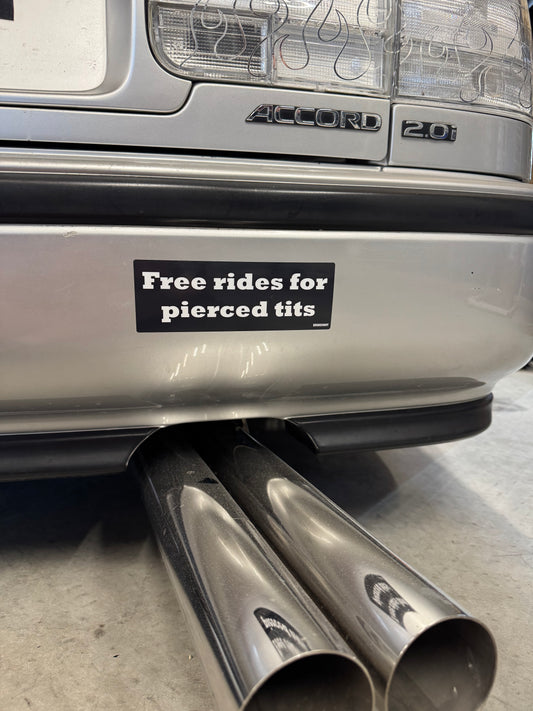 ACCORD 2.0i
Free rides for
pierced tits